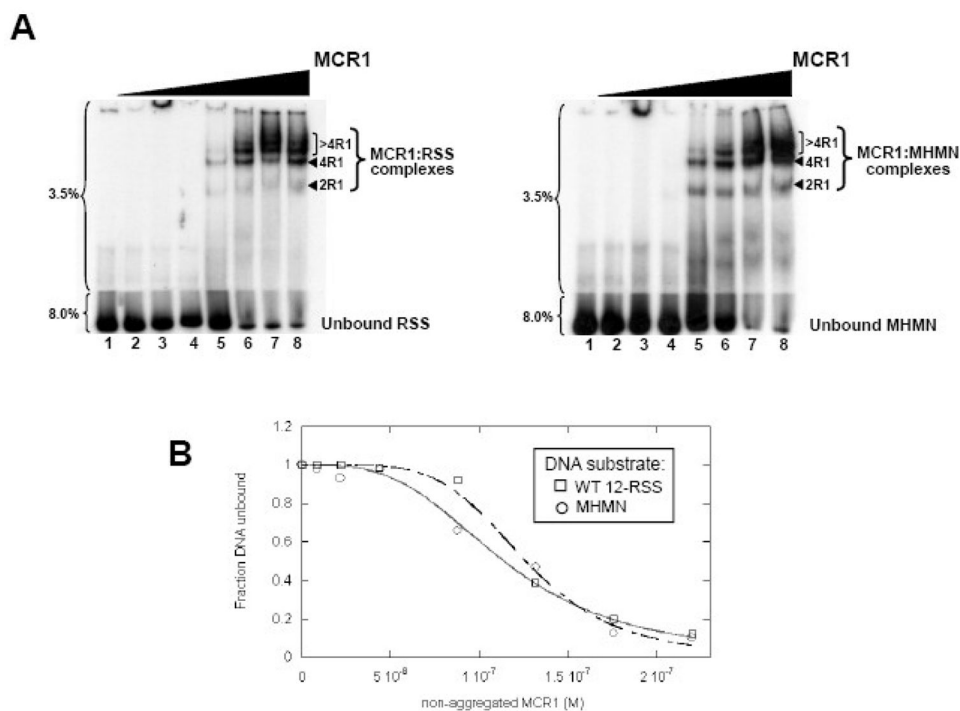 A
MCR1
>4R1
4R1
2R1
MCR1:RSS
complexes
3.5%
8.0%
Unbound RSS
1 2 3 4 5 6 7 8
MCR1
>4R1
4R1
2R1
MCR1:MHMN
complexes
3.5%
8.0%
Unbound MHMN
1 2 3 4 5 6 7 8
B
1.2
1
0.8
0.6
0.4
0.2
0
Fraction DNA unbound
DNA substrate:
WT 12-RSS
MHMN
0 5 10⁻⁸ 1 10⁻⁷ 1.5 10⁻⁷ 2 10⁻⁷
non-aggregated MCR1 (M)